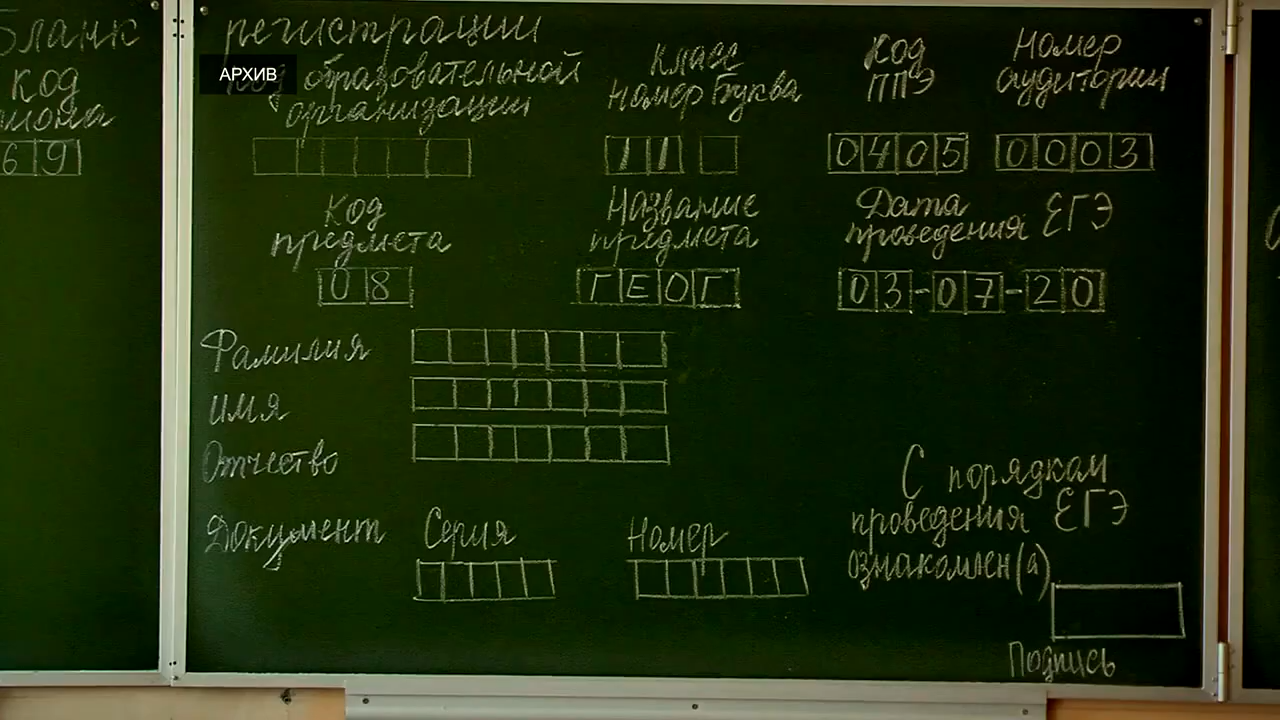 Бланк регистрации
АРХИВ
код
69
образовательной
организации
Класс
номер буква
11
Код
ППЭ
0405
Номер
аудитории
0003
Код
предмета
08
Название
предмета
ГЕОГ
Дата
проведения ЕГЭ
03-07-20
Фамилия
имя
Отчество
Документ
Серия
Номер
С порядком
проведения ЕГЭ
ознакомлен(а)
Подпись